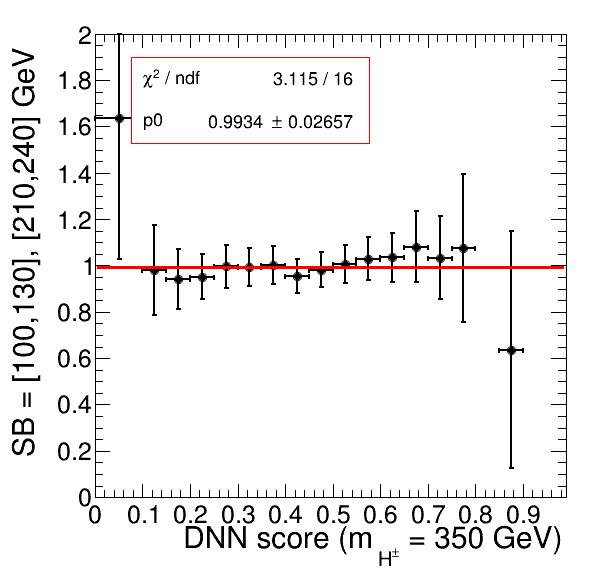 SB = [100,130], [210,240] GeV
2
1.8
1.6
1.4
1.2
1
0.8
0.6
0.4
0.2
0
χ² / ndf 3.115 / 16
p0 0.9934 ± 0.02657
0 0.1 0.2 0.3 0.4 0.5 0.6 0.7 0.8 0.9
DNN score (m_H± = 350 GeV)